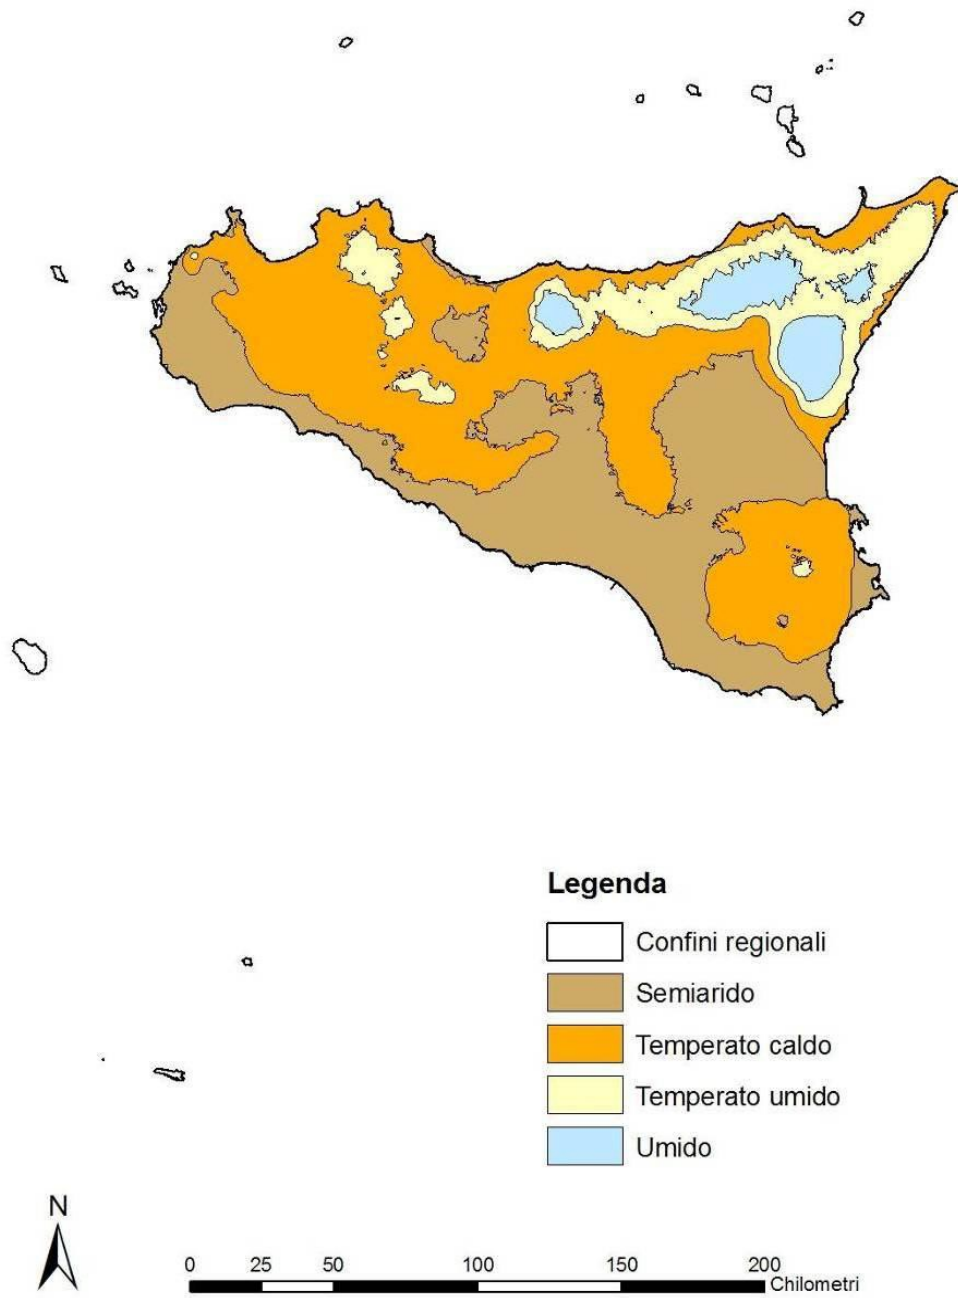 Legenda
Confini regionali
Semiarido
Temperato caldo
Temperato umido
Umido
N
0 25 50 100 150 200
Chilometri